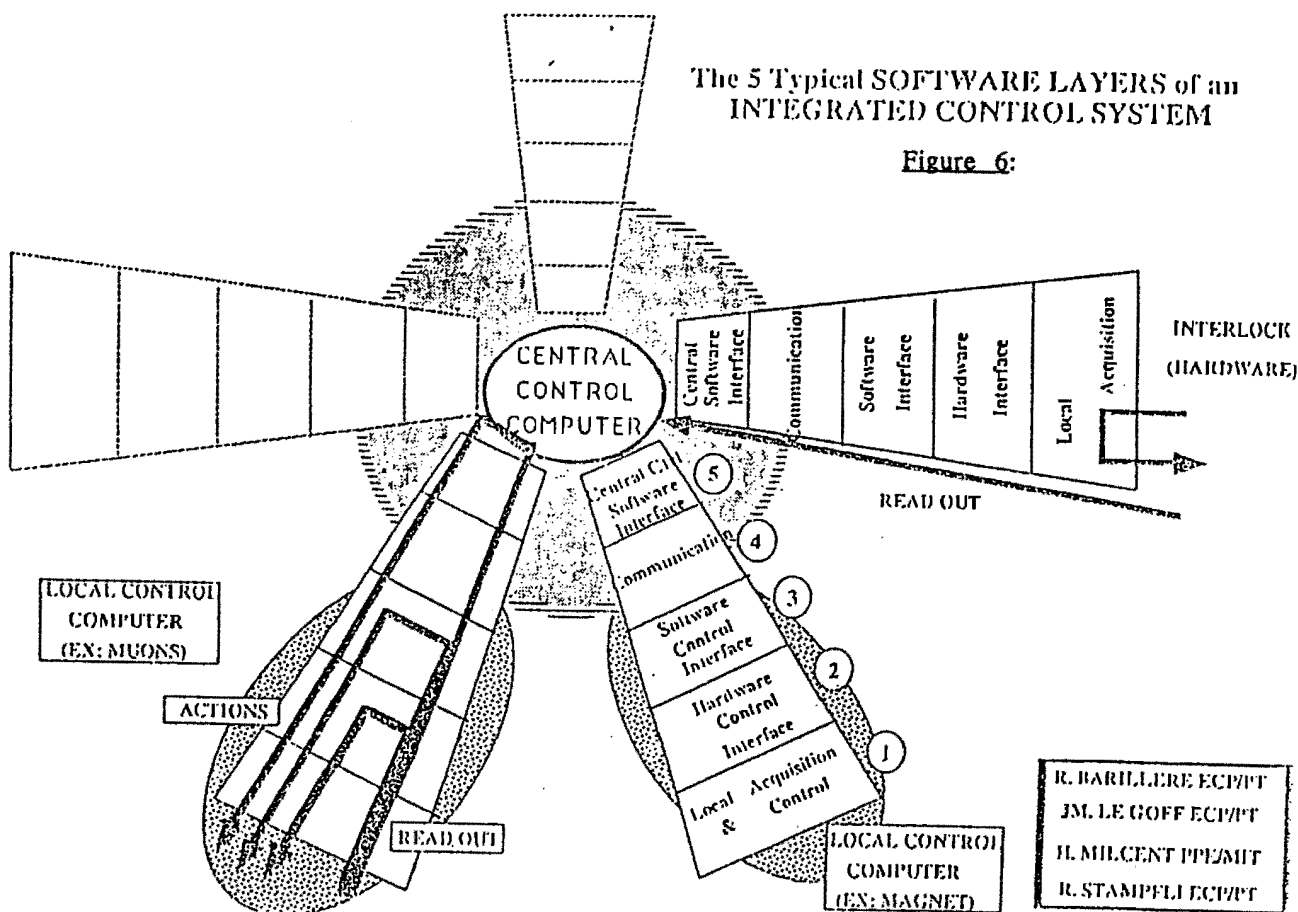 The 5 Typical SOFTWARE LAYERS of an
INTEGRATED CONTROL SYSTEM
Figure 6:
CENTRAL
CONTROL
COMPUTER
Central
Software
Interface
Communication
Software
Interface
Hardware
Interface
Local
Acquisition
INTERLOCK
(HARDWARE)
READ OUT
Central
Software
Interface
5
Communication
4
Software
Control
Interface
3
Hardware
Control
Interface
2
Local Acquisition
& Control
1
LOCAL CONTROL
COMPUTER
(EX: MUONS)
ACTIONS
READ OUT
LOCAL CONTROL
COMPUTER
(EX: MAGNET)
R. BARILLERE ECP/PT
JM. LE GOFF ECP/PT
H. MILCENT PPE/MIT
R. STAMPFLI ECP/PT